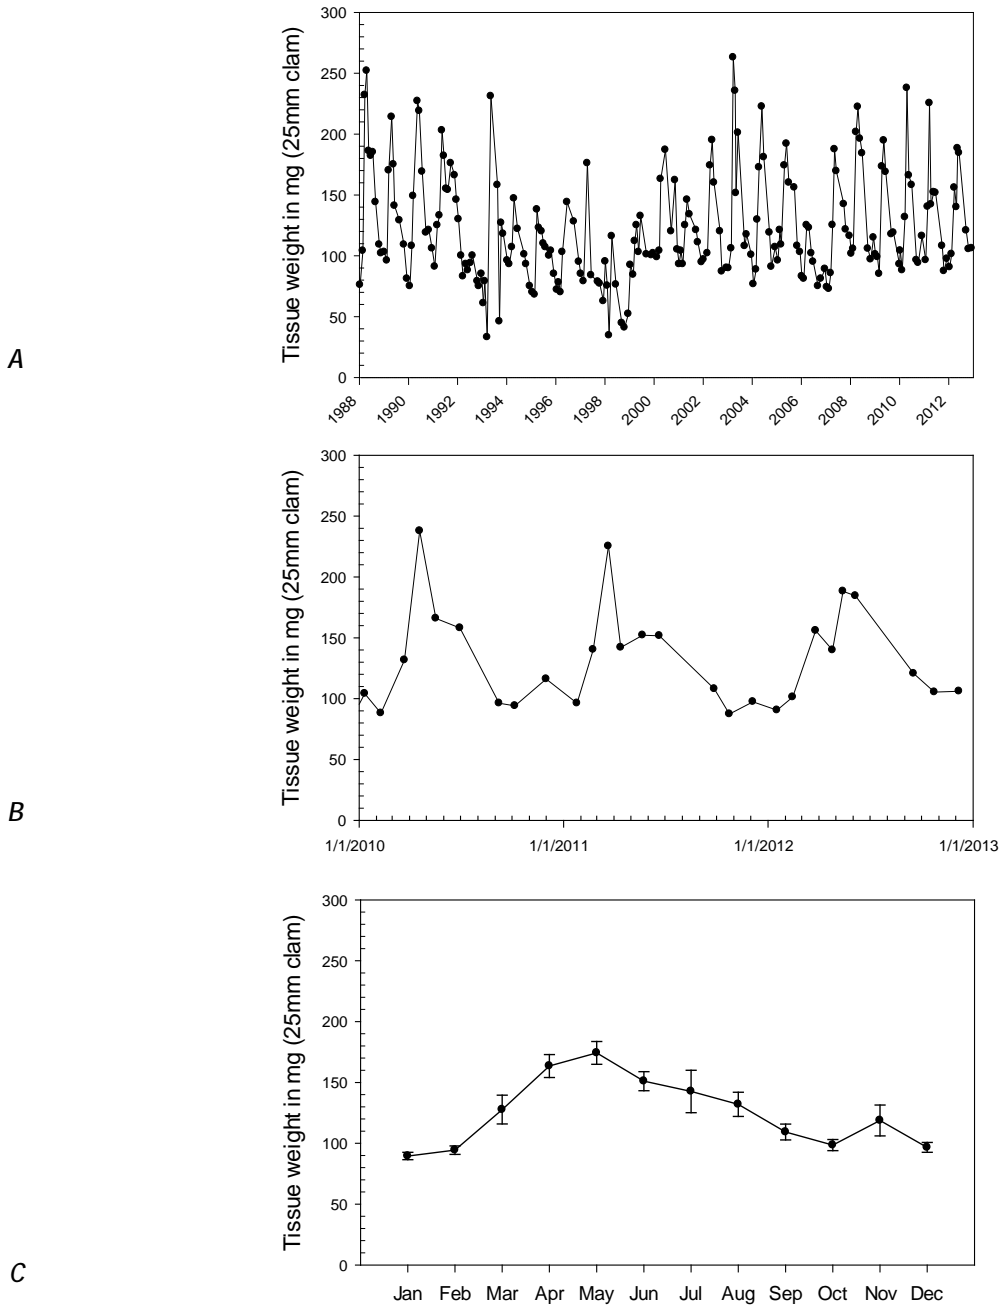 300
250
200
150
100
50
0
Tissue weight in mg (25mm clam)
1988 1990 1992 1994 1996 1998 2000 2002 2004 2006 2008 2010 2012
A
300
250
200
150
100
50
0
Tissue weight in mg (25mm clam)
1/1/2010 1/1/2011 1/1/2012 1/1/2013
B
300
250
200
150
100
50
0
Tissue weight in mg (25mm clam)
Jan Feb Mar Apr May Jun Jul Aug Sep Oct Nov Dec
C